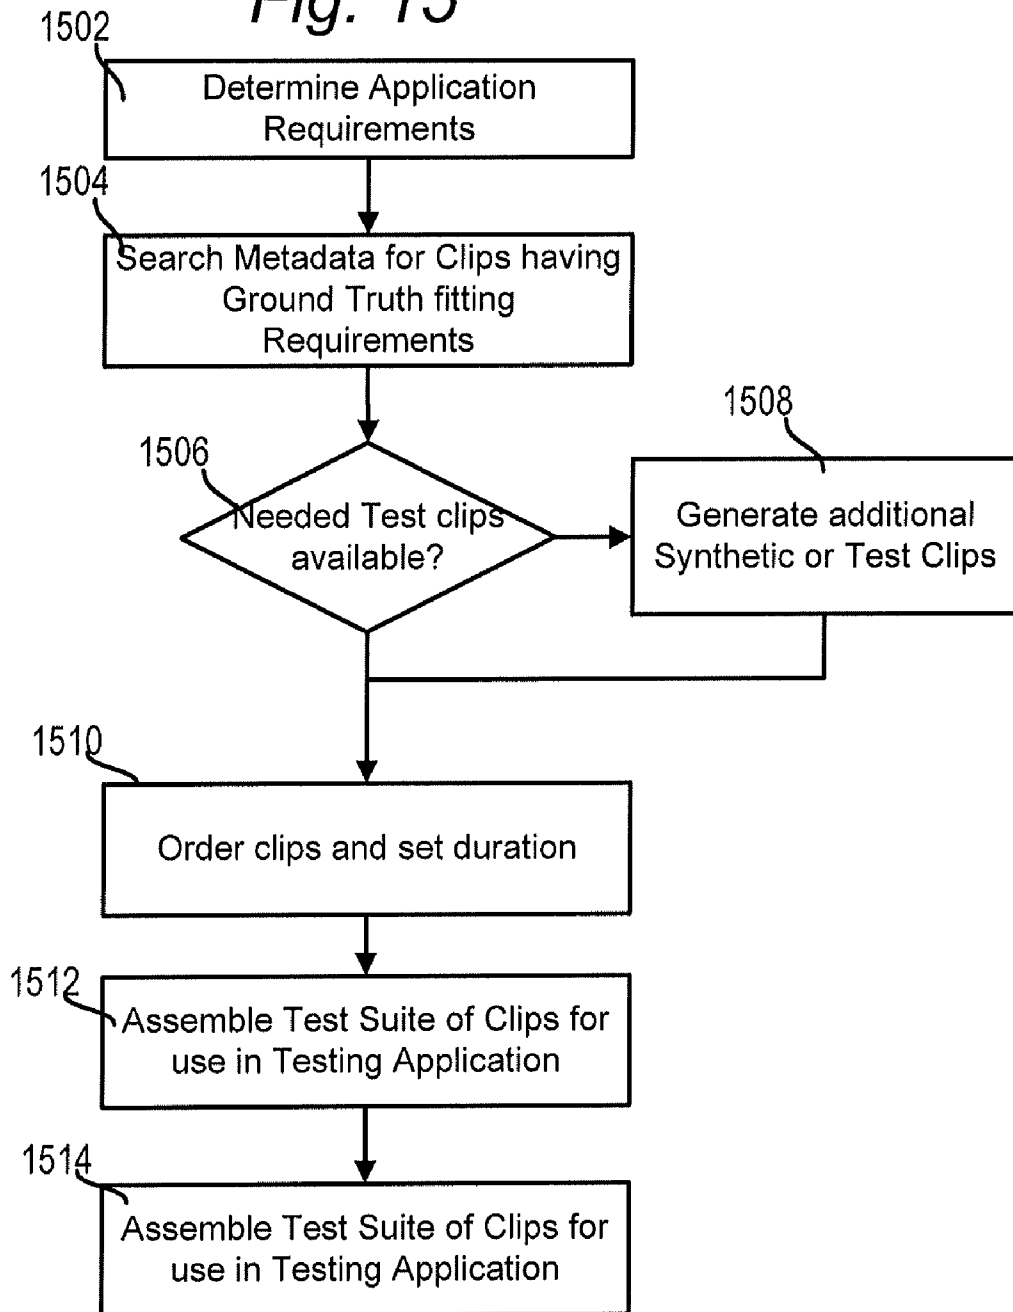 Fig. 15
1502
Determine Application
Requirements
1504
Search Metadata for Clips having
Ground Truth fitting
Requirements
1506
Needed Test clips
available?
1508
Generate additional
Synthetic or Test Clips
1510
Order clips and set duration
1512
Assemble Test Suite of Clips for
use in Testing Application
1514
Assemble Test Suite of Clips for
use in Testing Application